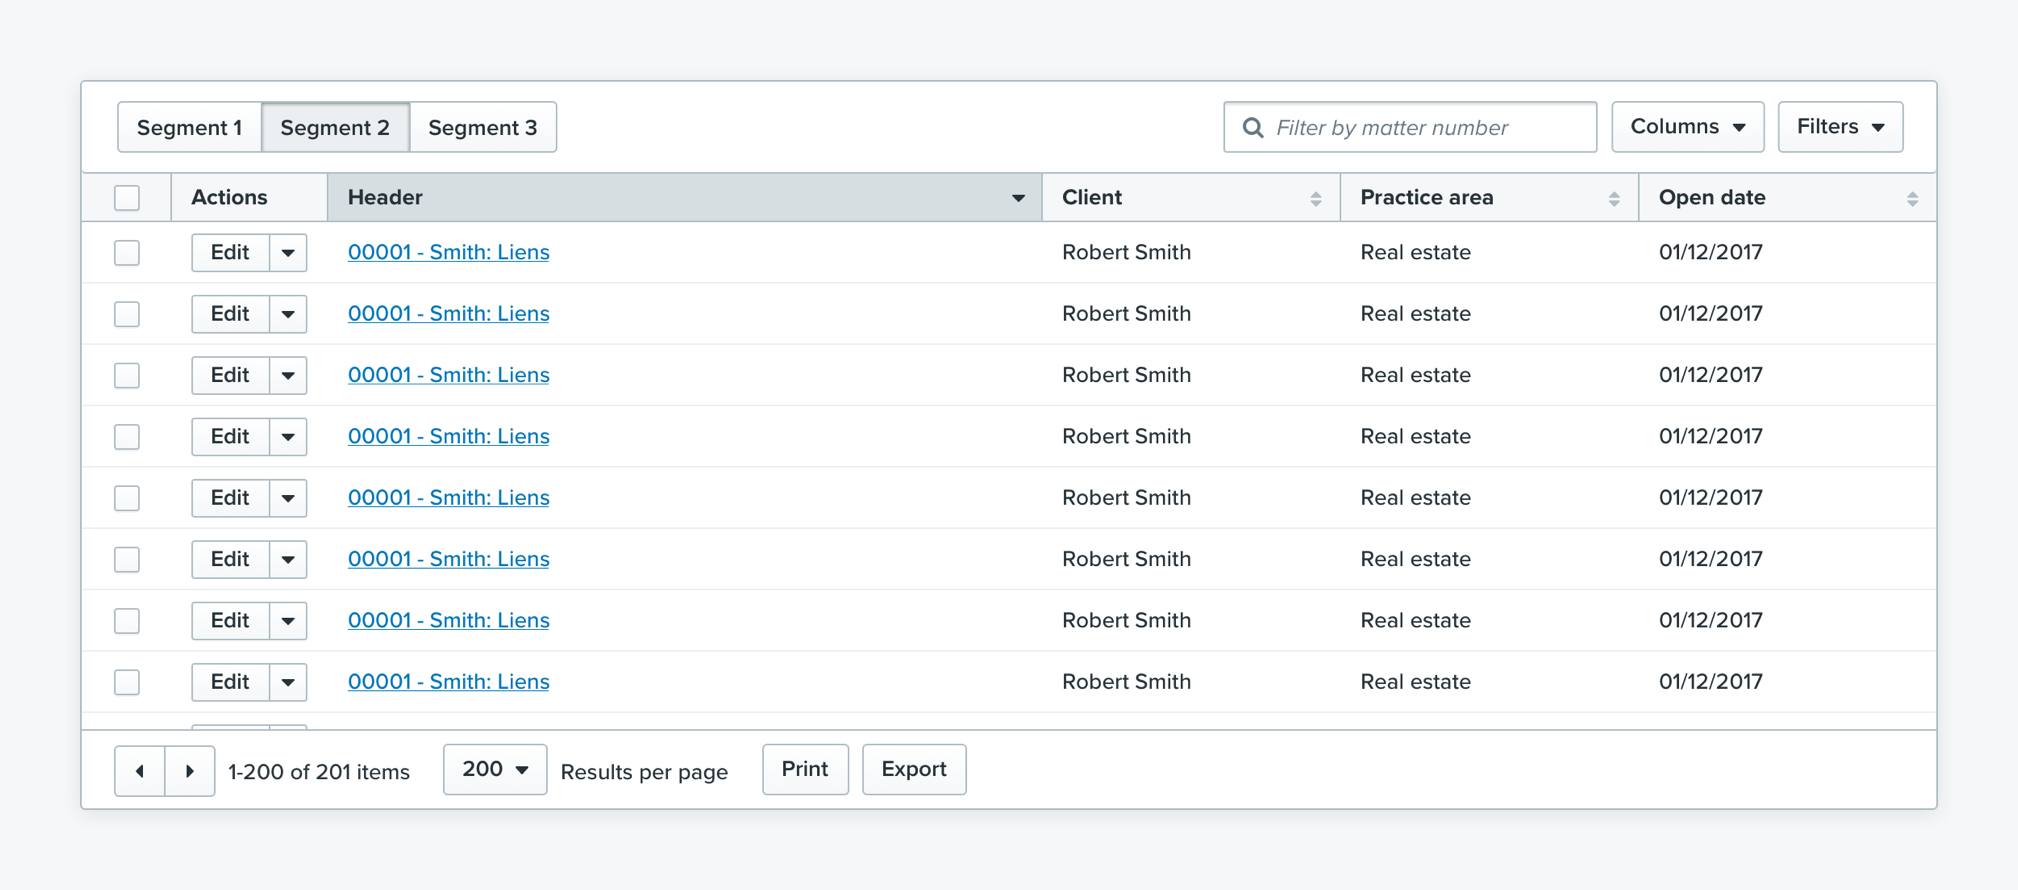 Segment 1 Segment 2 Segment 3 Filter by matter number Columns Filters
Actions Header Client Practice area Open date
Edit 00001 - Smith: Liens Robert Smith Real estate 01/12/2017
Edit 00001 - Smith: Liens Robert Smith Real estate 01/12/2017
Edit 00001 - Smith: Liens Robert Smith Real estate 01/12/2017
Edit 00001 - Smith: Liens Robert Smith Real estate 01/12/2017
Edit 00001 - Smith: Liens Robert Smith Real estate 01/12/2017
Edit 00001 - Smith: Liens Robert Smith Real estate 01/12/2017
Edit 00001 - Smith: Liens Robert Smith Real estate 01/12/2017
Edit 00001 - Smith: Liens Robert Smith Real estate 01/12/2017
1-200 of 201 items 200 Results per page Print Export